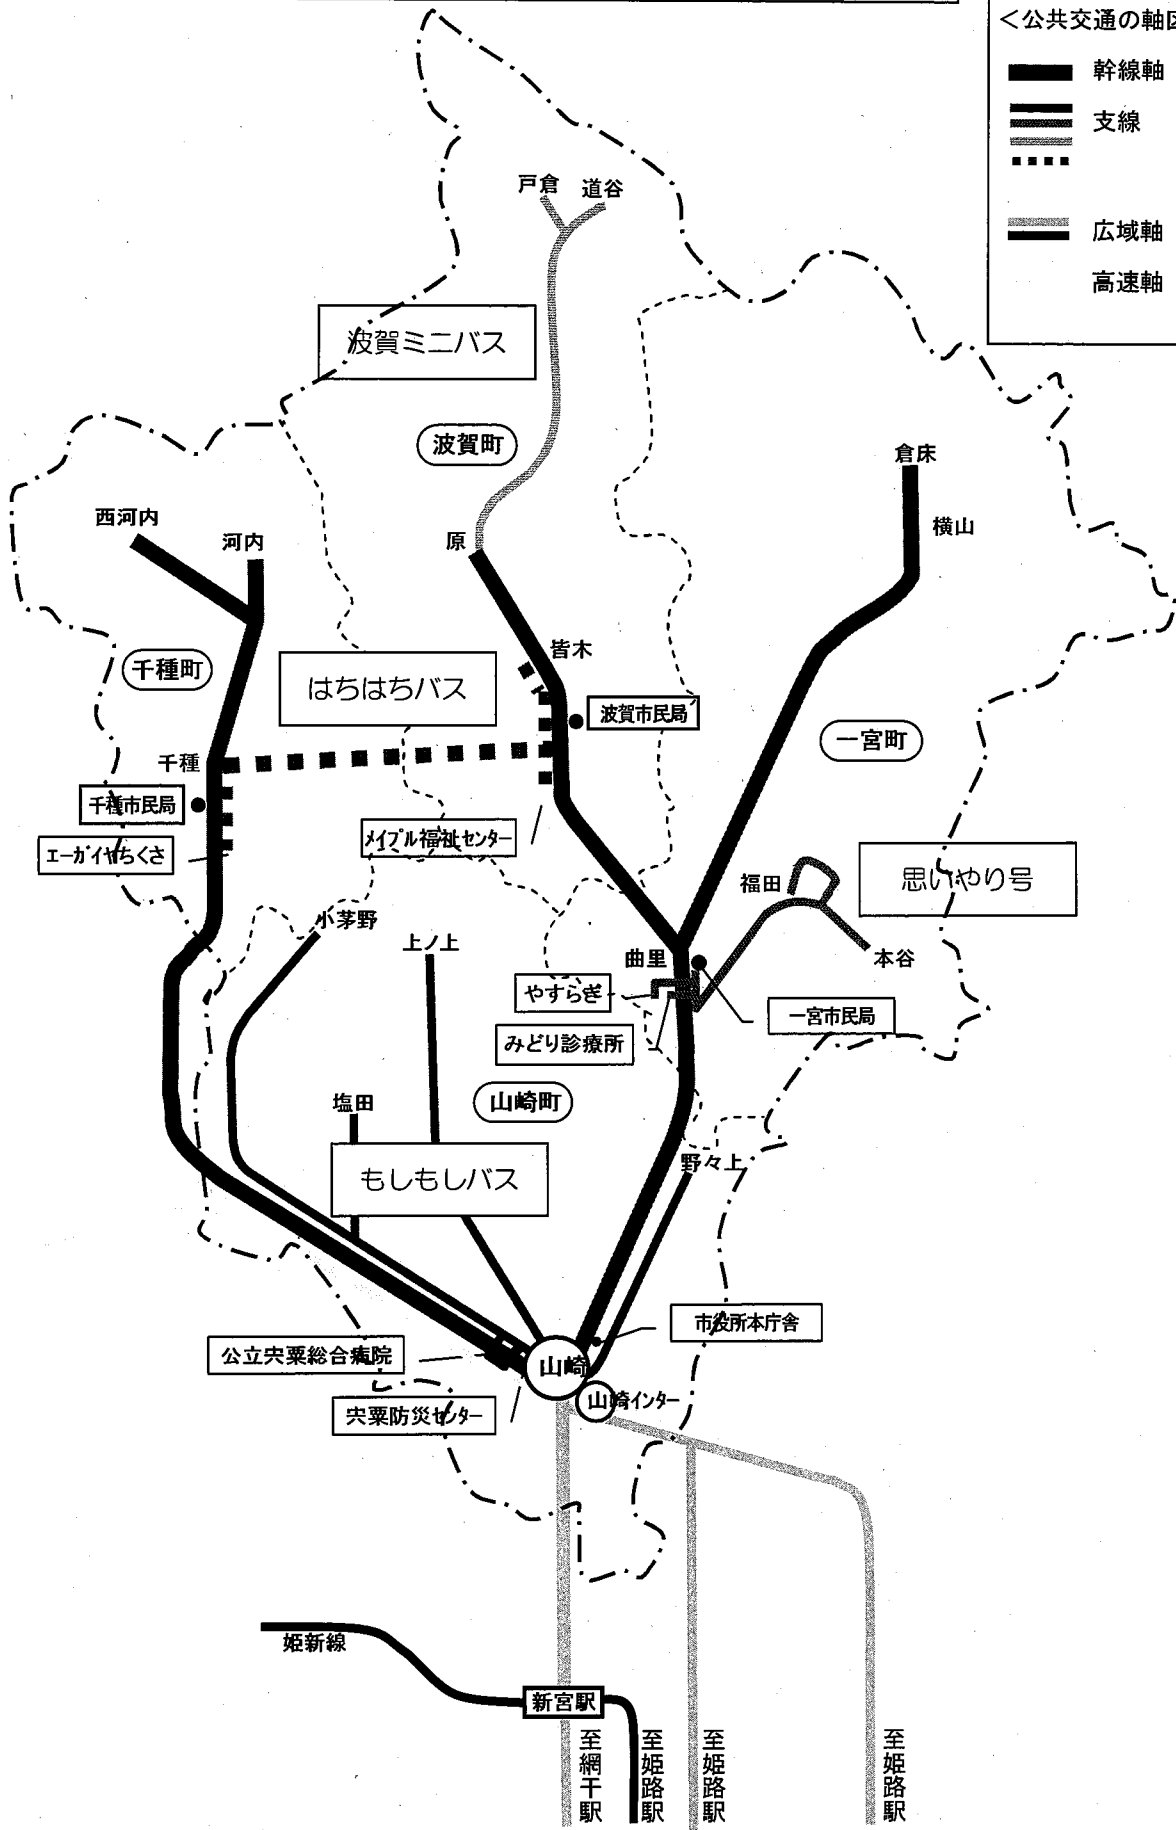 ＜公共交通の軸区
幹線軸
支線
広域軸
高速軸
戸倉
道谷
波賀ミニバス
波賀町
倉床
横山
西河内
河内
原
皆木
千種町
はちはちバス
波賀市民局
一宮町
千種
千種市民局
エーガイヤちくさ
メイプル福祉センター
思いやり号
福田
本谷
小茅野
上ノ上
曲里
やすらぎ
一宮市民局
みどり診療所
山崎町
塩田
もしもしバス
野々上
市役所本庁舎
公立宍粟総合病院
山崎
山崎インター
宍粟防災センター
姫新線
新宮駅
至網干駅
至姫路駅
至姫路駅
至姫路駅